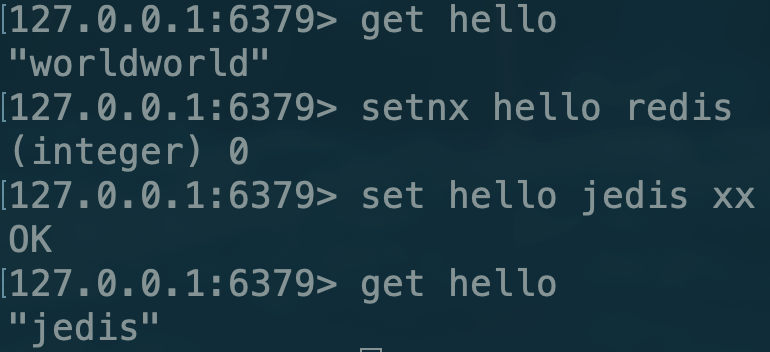 [127.0.0.1:6379> get hello
"worldworld"
[127.0.0.1:6379> setnx hello redis
(integer) 0
[127.0.0.1:6379> set hello jedis xx
OK
[127.0.0.1:6379> get hello
"jedis"